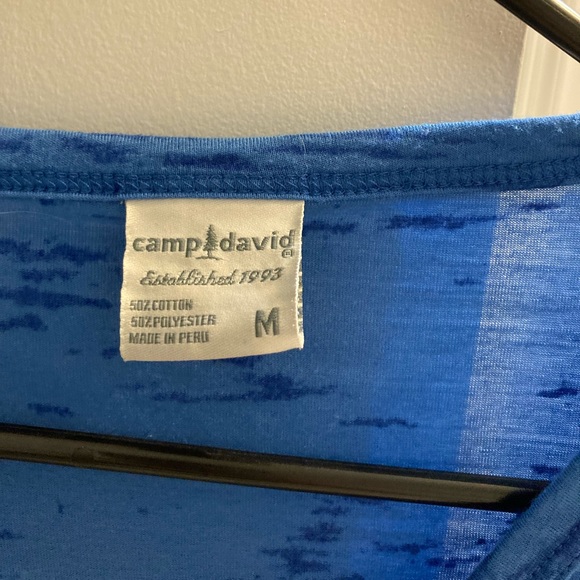 camp david
Established 1993
50% COTTON
50% POLYESTER
MADE IN PERU
M